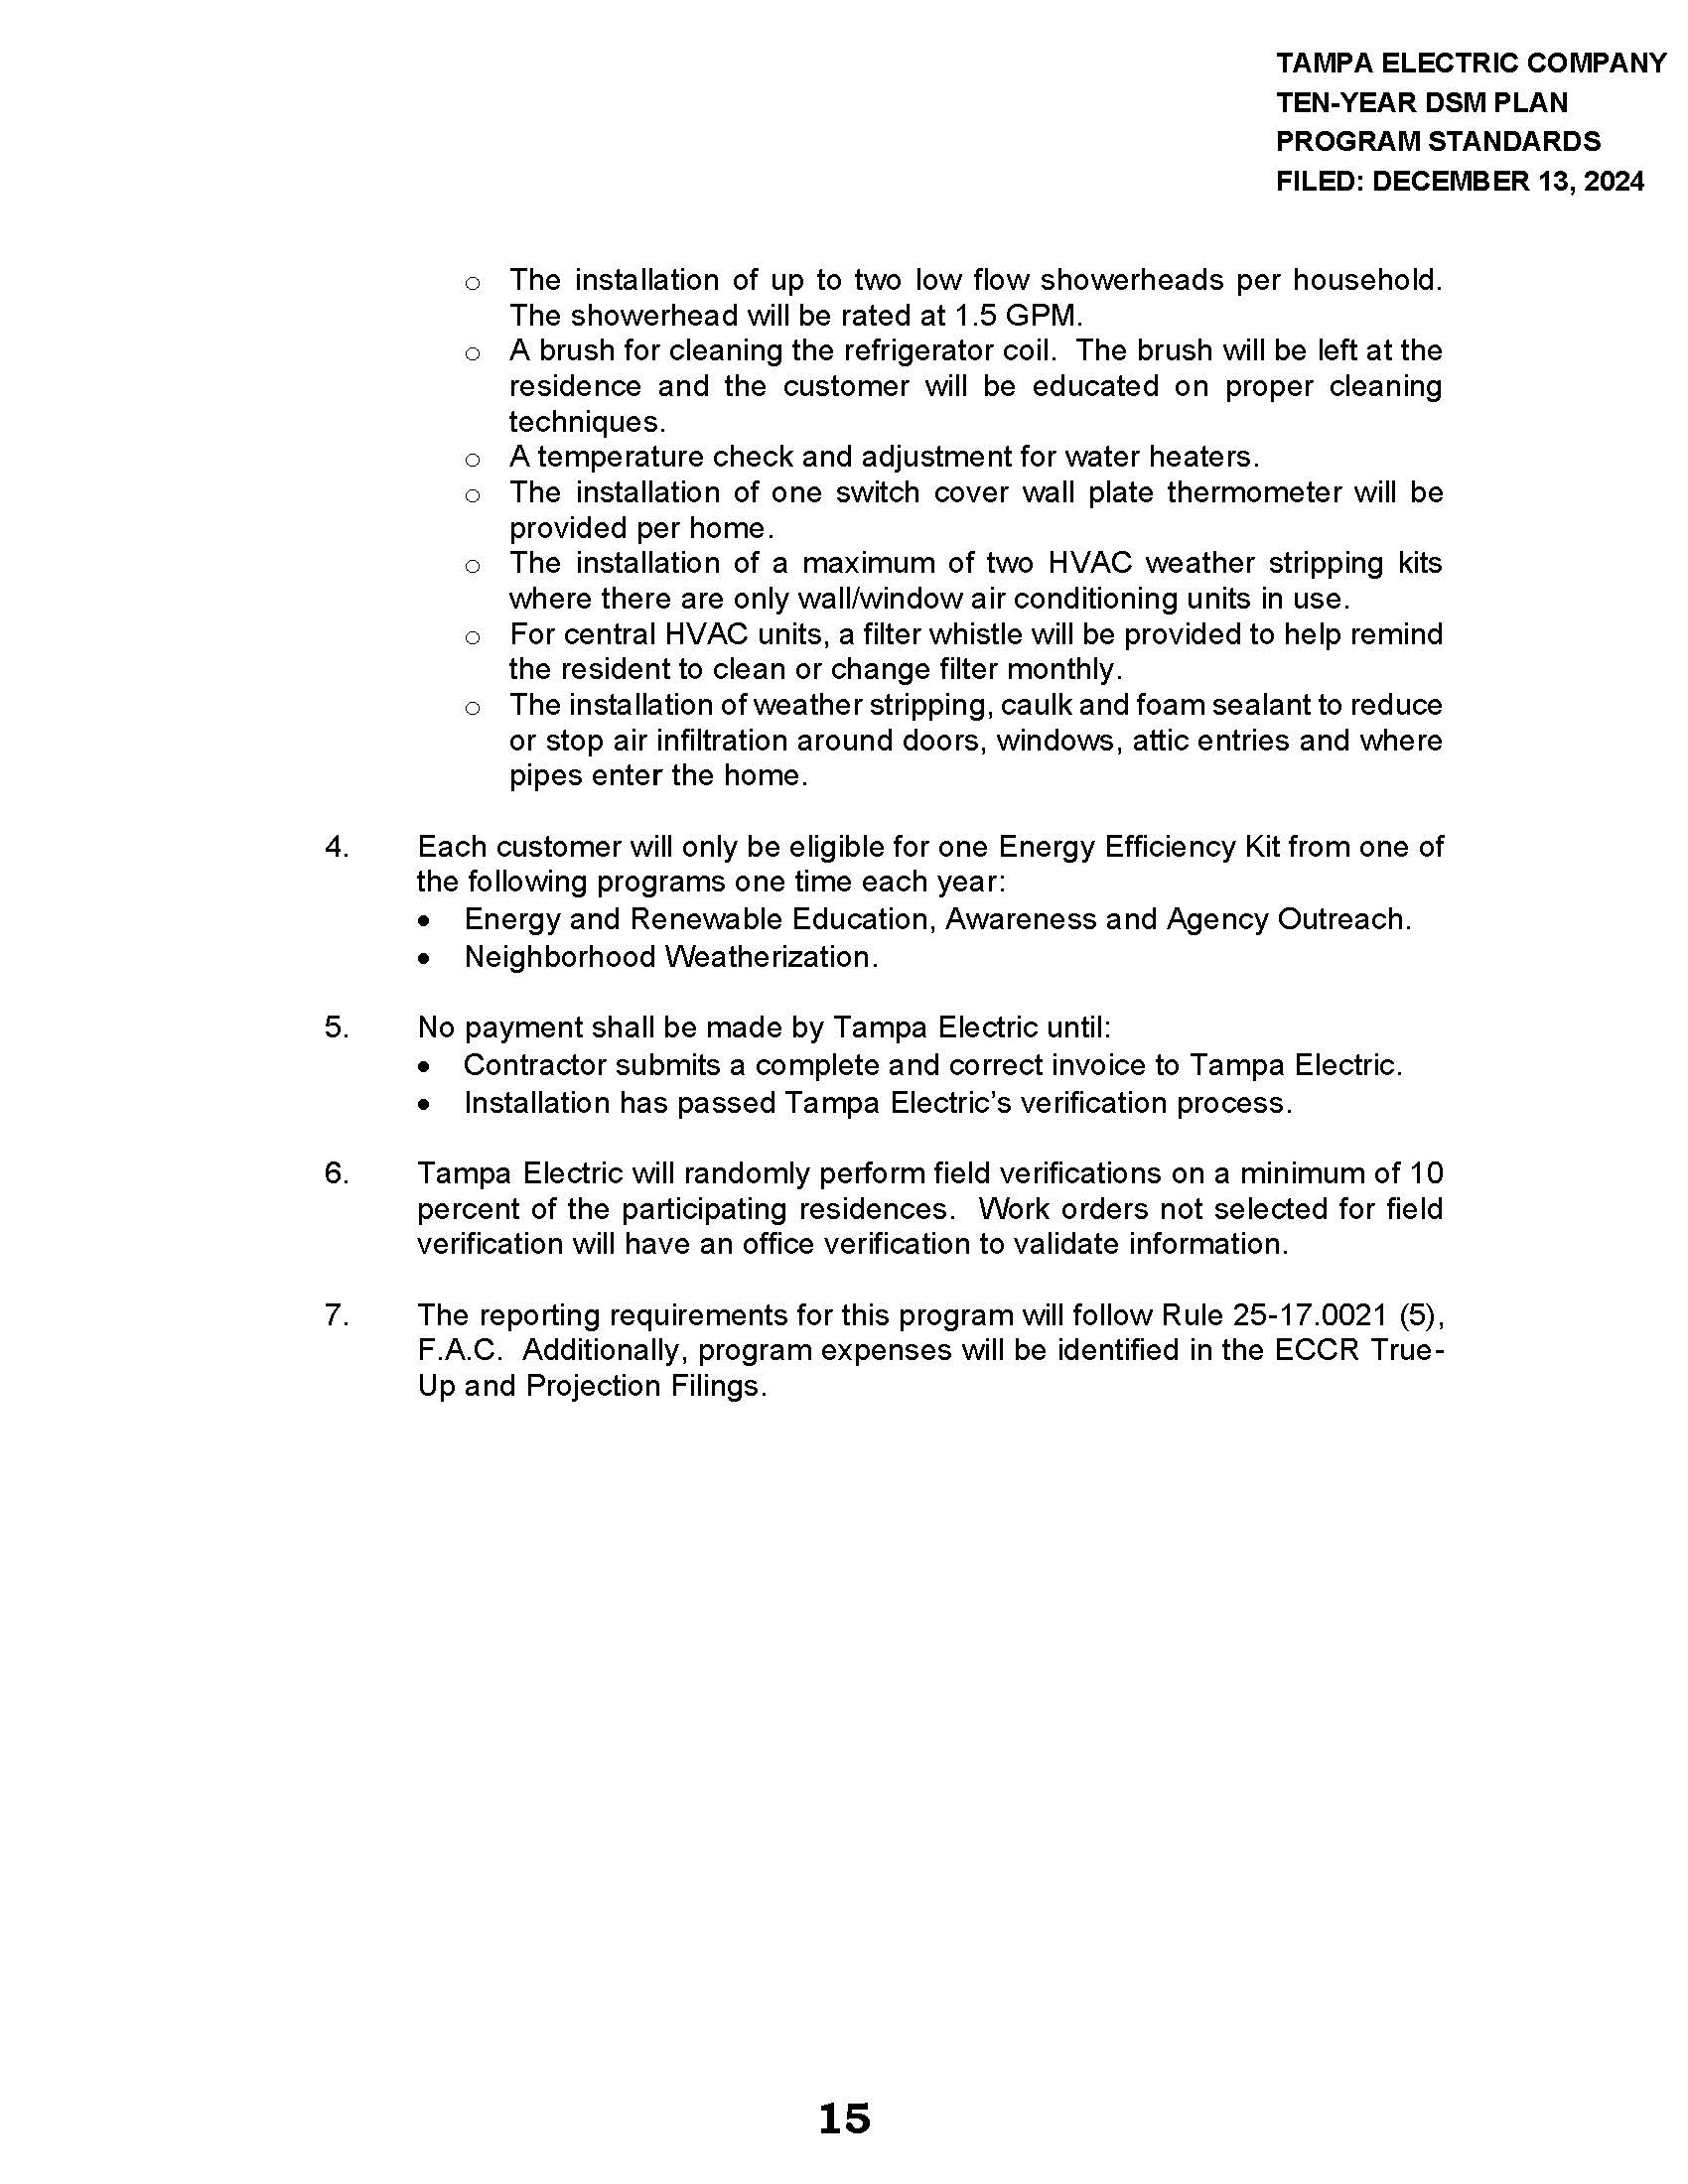 TAMPA ELECTRIC COMPANY
TEN-YEAR DSM PLAN
PROGRAM STANDARDS
FILED: DECEMBER 13, 2024
o The installation of up to two low flow showerheads per household.
The showerhead will be rated at 1.5 GPM.
o A brush for cleaning the refrigerator coil. The brush will be left at the
residence and the customer will be educated on proper cleaning
techniques.
o A temperature check and adjustment for water heaters.
o The installation of one switch cover wall plate thermometer will be
provided per home.
o The installation of a maximum of two HVAC weather stripping kits
where there are only wall/window air conditioning units in use.
o For central HVAC units, a filter whistle will be provided to help remind
the resident to clean or change filter monthly.
o The installation of weather stripping, caulk and foam sealant to reduce
or stop air infiltration around doors, windows, attic entries and where
pipes enter the home.
4. Each customer will only be eligible for one Energy Efficiency Kit from one of
the following programs one time each year:
• Energy and Renewable Education, Awareness and Agency Outreach.
• Neighborhood Weatherization.
5. No payment shall be made by Tampa Electric until:
• Contractor submits a complete and correct invoice to Tampa Electric.
• Installation has passed Tampa Electric’s verification process.
6. Tampa Electric will randomly perform field verifications on a minimum of 10
percent of the participating residences. Work orders not selected for field
verification will have an office verification to validate information.
7. The reporting requirements for this program will follow Rule 25-17.0021 (5),
F.A.C. Additionally, program expenses will be identified in the ECCR True-
Up and Projection Filings.
15